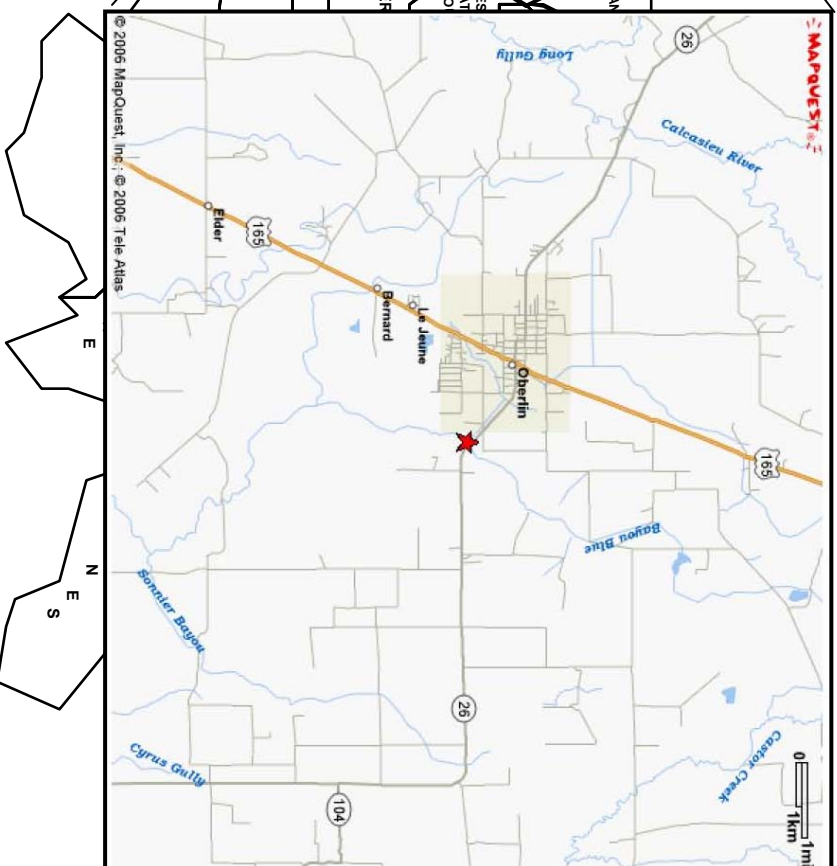 MAPQUEST®
26
Long Gully
Calcasieu River
165
Elder
Bernard
Le Jeune
Oberlin
165
Bayou Blue
Sonnier Bayou
26
Castor Creek
Cyrus Gully
104
0
1km
1mi
© 2006 MapQuest, Inc.; © 2006 Tele Atlas
E
N
E
S